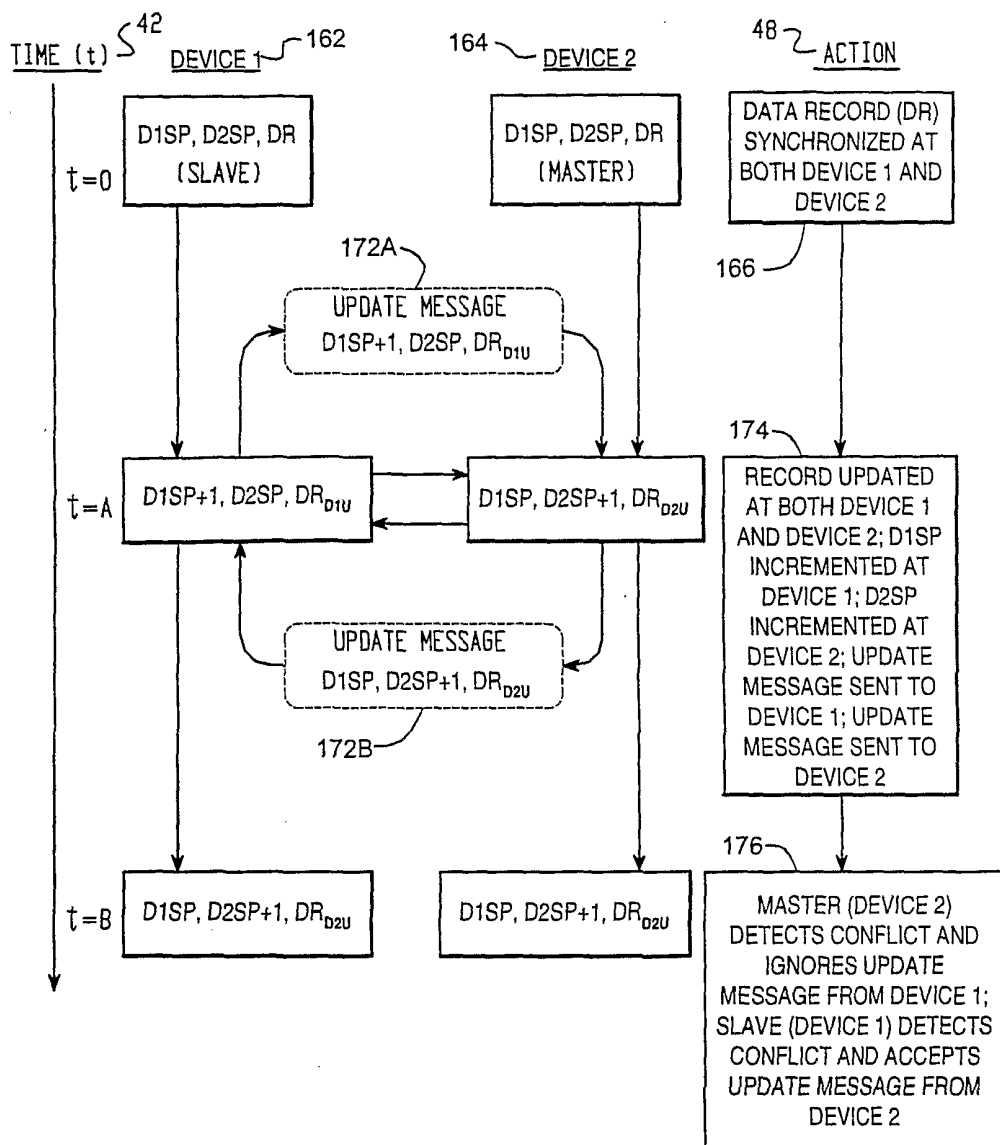 TIME (t) 42
DEVICE 1 162
164 DEVICE 2
48 ACTION
t=0
D1SP, D2SP, DR
(SLAVE)
D1SP, D2SP, DR
(MASTER)
DATA RECORD (DR)
SYNCHRONIZED AT
BOTH DEVICE 1 AND
DEVICE 2
166
172A
UPDATE MESSAGE
D1SP+1, D2SP, DRD1U
t=A
D1SP+1, D2SP, DRD1U
D1SP, D2SP+1, DRD2U
174
RECORD UPDATED
AT BOTH DEVICE 1
AND DEVICE 2; D1SP
INCREMENTED AT
DEVICE 1; D2SP
INCREMENTED AT
DEVICE 2; UPDATE
MESSAGE SENT TO
DEVICE 1; UPDATE
MESSAGE SENT TO
DEVICE 2
UPDATE MESSAGE
D1SP, D2SP+1, DRD2U
172B
t=B
D1SP, D2SP+1, DRD2U
D1SP, D2SP+1, DRD2U
176
MASTER (DEVICE 2)
DETECTS CONFLICT AND
IGNORES UPDATE
MESSAGE FROM DEVICE 1;
SLAVE (DEVICE 1) DETECTS
CONFLICT AND ACCEPTS
UPDATE MESSAGE FROM
DEVICE 2